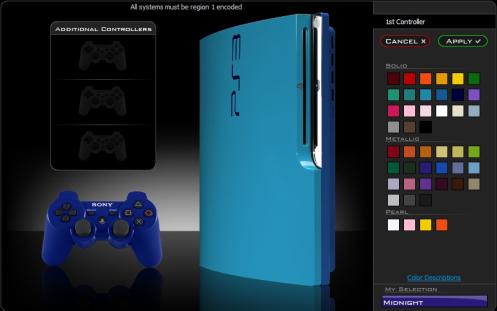 All systems must be region 1 encoded
1st Controller
Additional Controllers
Cancel x
Apply
Solid
Metallic
Pearl
PS3
SONY
Color Descriptions
My Selection
Midnight